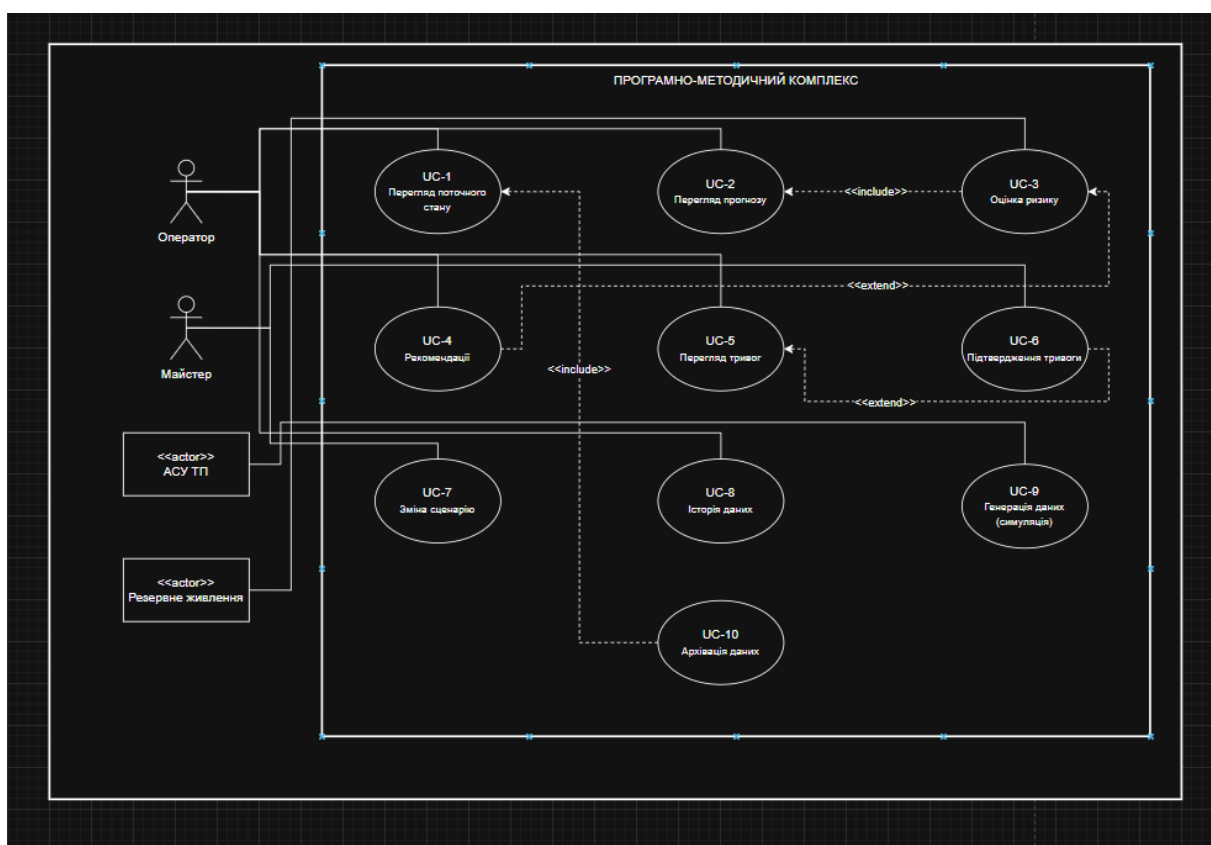 ПРОГРАМНО-МЕТОДИЧНИЙ КОМПЛЕКС
Оператор
UC-1
Перегляд поточного
стану
UC-2
Перегляд прогнозу
<<include>>
UC-3
Оцінка ризику
<<extend>>
Майстер
UC-4
Рекомендації
<<include>>
UC-5
Перегляд тривог
UC-6
Підтвердження тривоги
<<extend>>
<<actor>>
АСУ ТП
UC-7
Зміна сценарію
UC-8
Історія даних
UC-9
Генерація даних
(симуляція)
<<actor>>
Резервне живлення
UC-10
Архівація даних